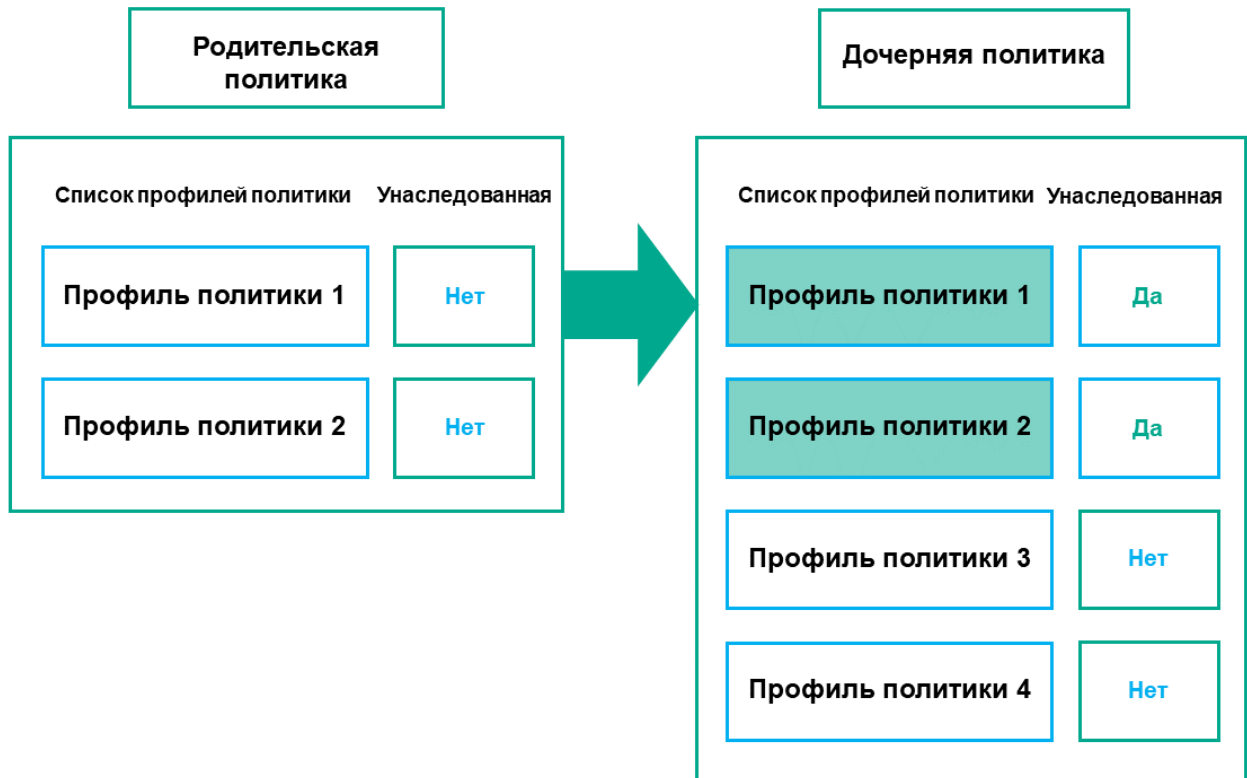 Родительская
политика
Дочерняя политика
Список профилей политики Унаследованная
Профиль политики 1 Нет
Профиль политики 2 Нет
Список профилей политики Унаследованная
Профиль политики 1 Да
Профиль политики 2 Да
Профиль политики 3 Нет
Профиль политики 4 Нет